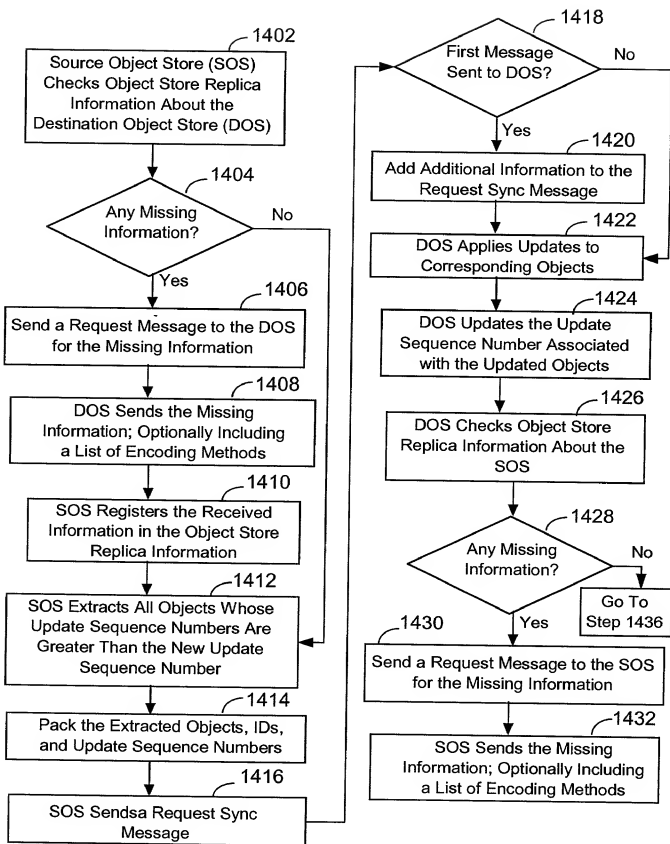 1402
Source Object Store (SOS)
Checks Object Store Replica
Information About the
Destination Object Store (DOS)
1404
Any Missing
Information?
No
Yes
1406
Send a Request Message to the DOS
for the Missing Information
1408
DOS Sends the Missing
Information; Optionally Including
a List of Encoding Methods
1410
SOS Registers the Received
Information in the Object Store
Replica Information
1412
SOS Extracts All Objects Whose
Update Sequence Numbers Are
Greater Than the New Update
Sequence Number
1414
Pack the Extracted Objects, IDs,
and Update Sequence Numbers
1416
SOS Sendsa Request Sync
Message
1418
First Message
Sent to DOS?
No
Yes
1420
Add Additional Information to the
Request Sync Message
1422
DOS Applies Updates to
Corresponding Objects
1424
DOS Updates the Update
Sequence Number Associated
with the Updated Objects
1426
DOS Checks Object Store
Replica Information About the
SOS
1428
Any Missing
Information?
No
Go To
Step 1436
Yes
1430
Send a Request Message to the SOS
for the Missing Information
1432
SOS Sends the Missing
Information; Optionally Including
a List of Encoding Methods